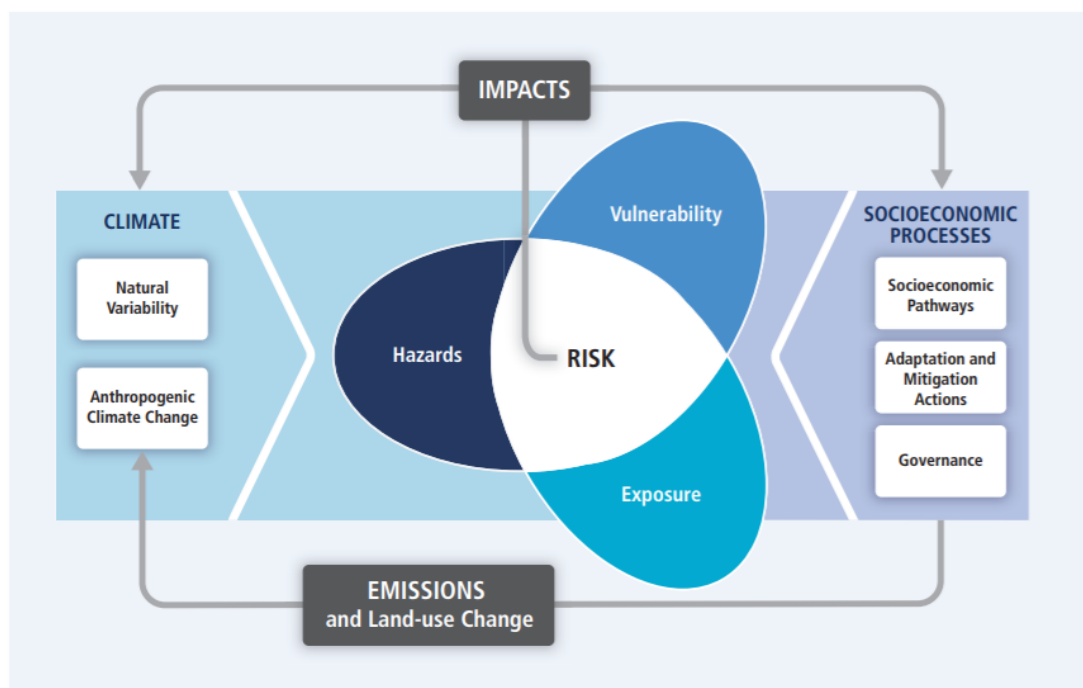 IMPACTS
CLIMATE
Natural
Variability
Anthropogenic
Climate Change
Hazards
Vulnerability
RISK
Exposure
SOCIOECONOMIC
PROCESSES
Socioeconomic
Pathways
Adaptation and
Mitigation
Actions
Governance
EMISSIONS
and Land-use Change